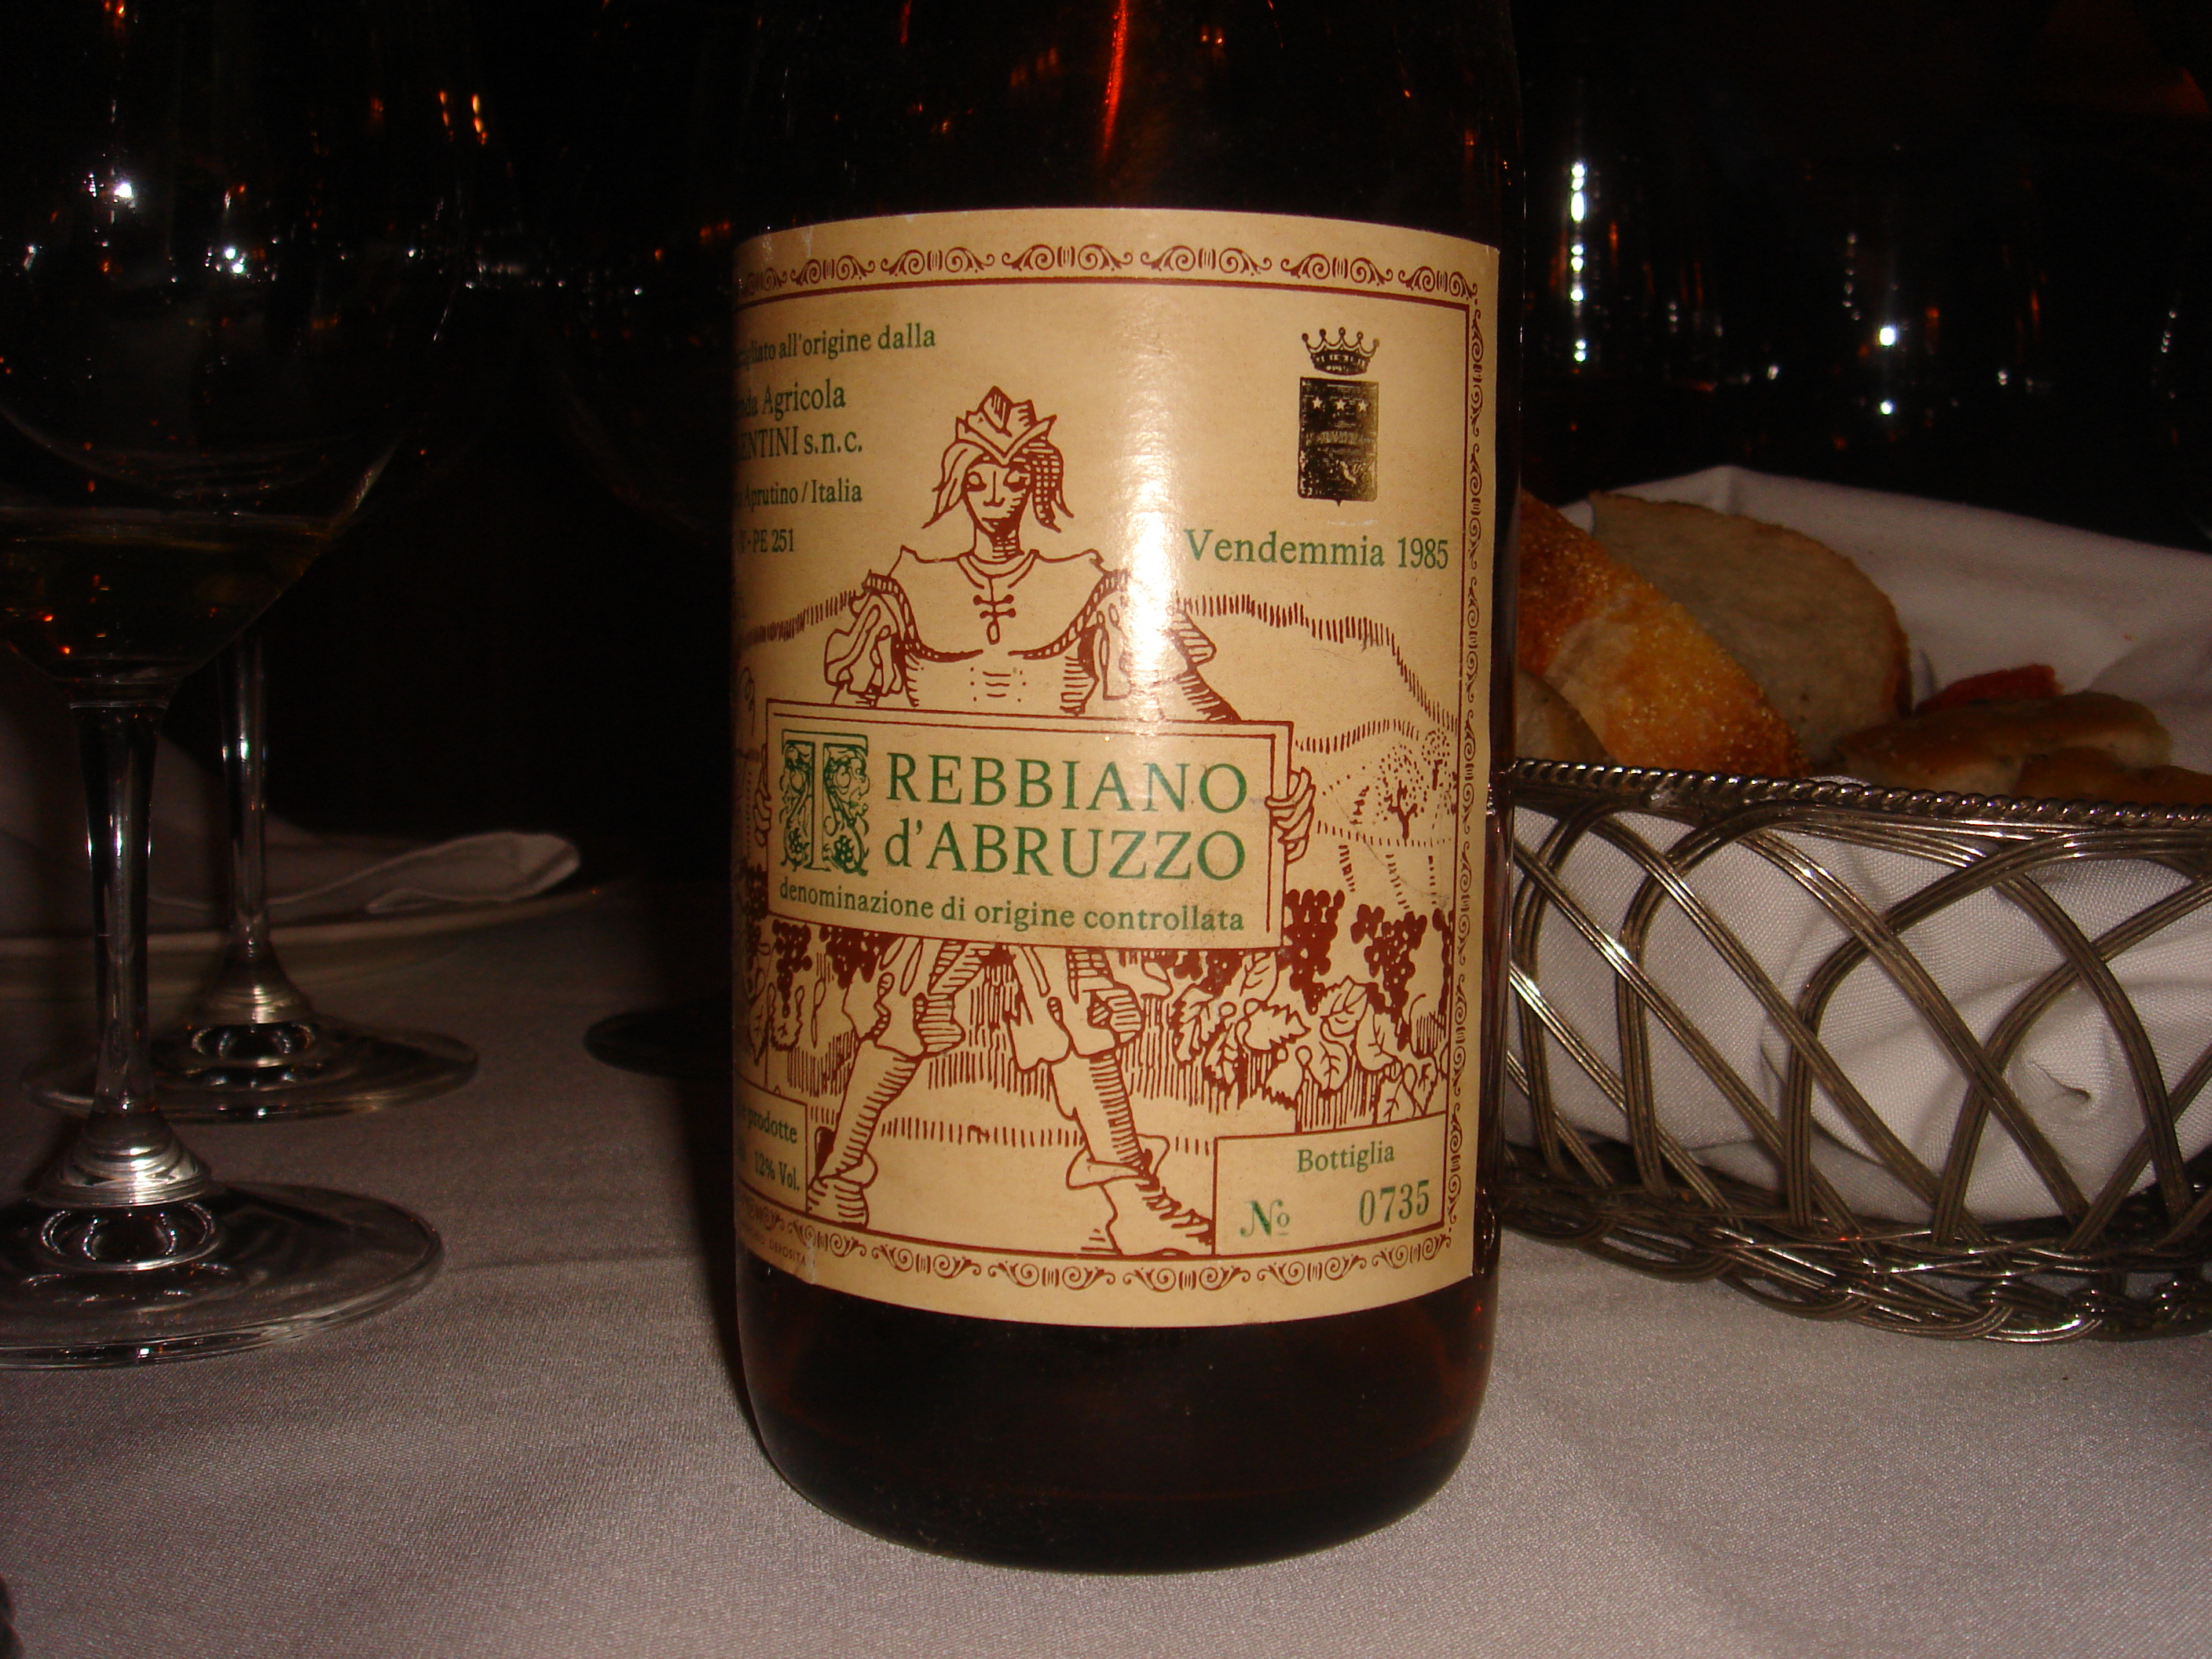 all'origine dalla
Agricola
s.n.c.
Aprutino / Italia
PE 251
Vendemmia 1985
TREBBIANO
d'ABRUZZO
denominazione di origine controllata
prodotte
12% Vol.
Bottiglia
Nº 0735